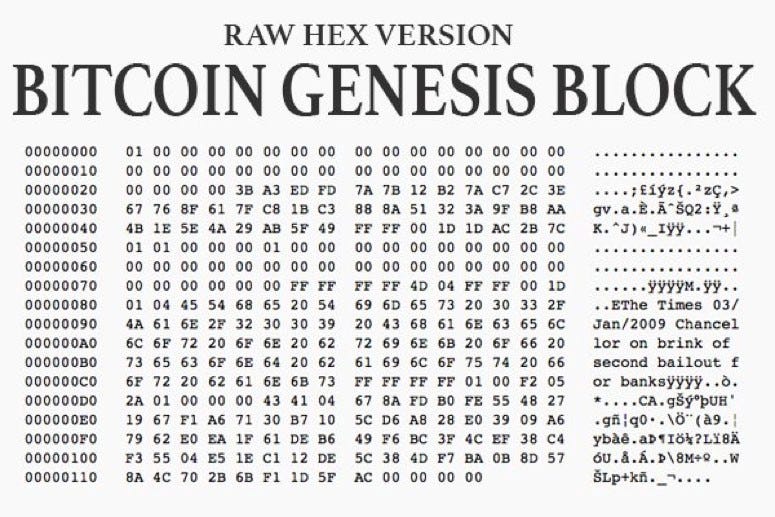 RAW HEX VERSION
BITCOIN GENESIS BLOCK
00000000 01 00 00 00 00 00 00 00 00 00 00 00 00 00 00 00 ................
00000010 00 00 00 00 00 00 00 00 00 00 00 00 00 00 00 00 ................
00000020 00 00 00 00 3B A3 ED FD 7A 7B 12 B2 7A C7 2C 3E ....;£íýz{.²zÇ,>
00000030 67 76 8F 61 7F C8 1B C3 88 8A 51 32 3A 9F B8 AA gv.a.È.ÃˆŠQ2:Ÿ¸ª
00000040 4B 1E 5E 4A 29 AB 5F 49 FF FF 00 1D 1D AC 2B 7C K.^J)«_Iÿÿ...¬+|
00000050 01 01 00 00 00 01 00 00 00 00 00 00 00 00 00 00 ................
00000060 00 00 00 00 00 00 00 00 00 00 00 00 00 00 00 00 ................
00000070 00 00 00 00 00 00 FF FF FF FF 4D 04 FF FF 00 1D ......ÿÿÿÿM.ÿÿ..
00000080 01 04 45 54 68 65 20 54 69 6D 65 73 20 30 33 2F ..EThe Times 03/
00000090 4A 61 6E 2F 32 30 30 39 20 43 68 61 6E 63 65 6C Jan/2009 Chancel
000000A0 6C 6F 72 20 6F 6E 20 62 72 69 6E 6B 20 6F 66 20 lor on brink of
000000B0 73 65 63 6F 6E 64 20 62 61 69 6C 6F 75 74 20 66 second bailout f
000000C0 6F 72 20 62 61 6E 6B 73 FF FF FF FF 01 00 F2 05 or banksÿÿÿÿ..ò.
000000D0 2A 01 00 00 00 43 41 04 67 8A FD B0 FE 55 48 27 *....CA.gŠý°þUH'
000000E0 19 67 F1 A6 71 30 B7 10 5C D6 A8 28 E0 39 09 A6 .gñ¦q0·.\Ö¨(à9.¦
000000F0 79 62 E0 EA 1F 61 DE B6 49 F6 BC 3F 4C EF 38 C4 ybàê.aÞ¶Iö¼?Lï8Ä
00000100 F3 55 04 E5 1E C1 12 DE 5C 38 4D F7 BA 0B 8D 57 óU.å.Á.Þ\8M÷º..W
00000110 8A 4C 70 2B 6B F1 1D 5F AC 00 00 00 00 ŠLp+kñ._¬....